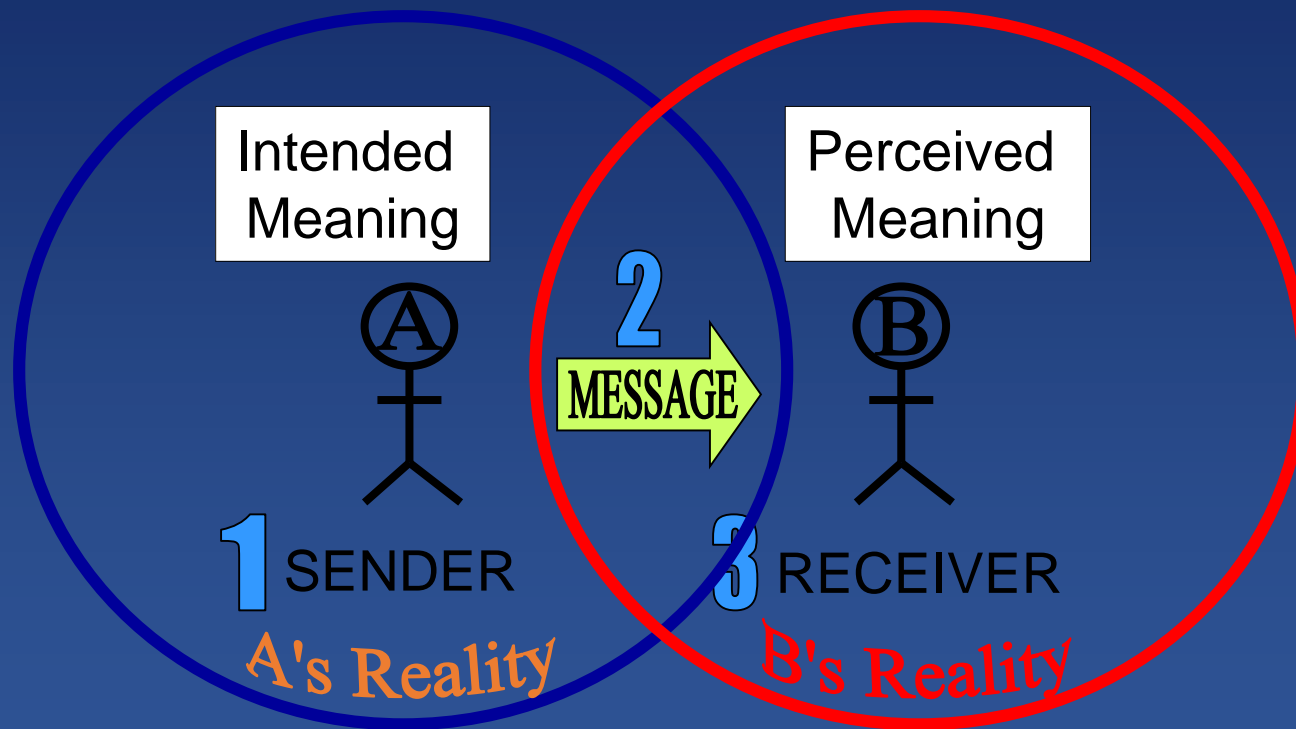 Intended
Meaning
Perceived
Meaning
A
2
MESSAGE
B
1 SENDER
3 RECEIVER
A's Reality
B's Reality